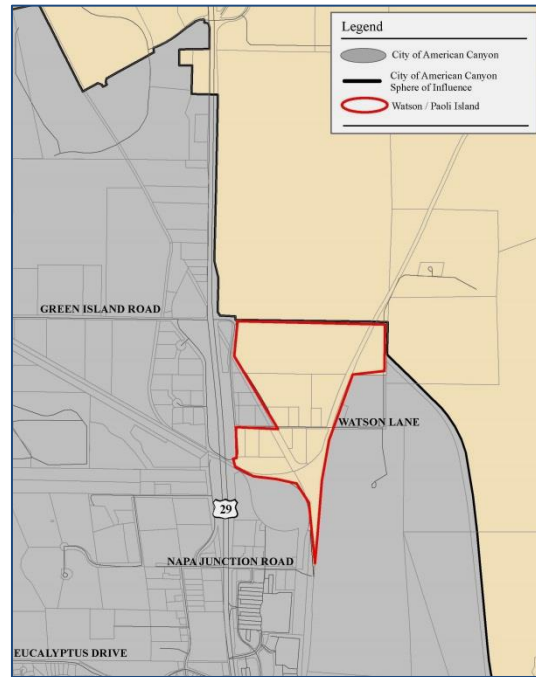 Legend
City of American Canyon
City of American Canyon
Sphere of Influence
Watson / Paoli Island
GREEN ISLAND ROAD
WATSON LANE
29
NAPA JUNCTION ROAD
EUCALYPTUS DRIVE